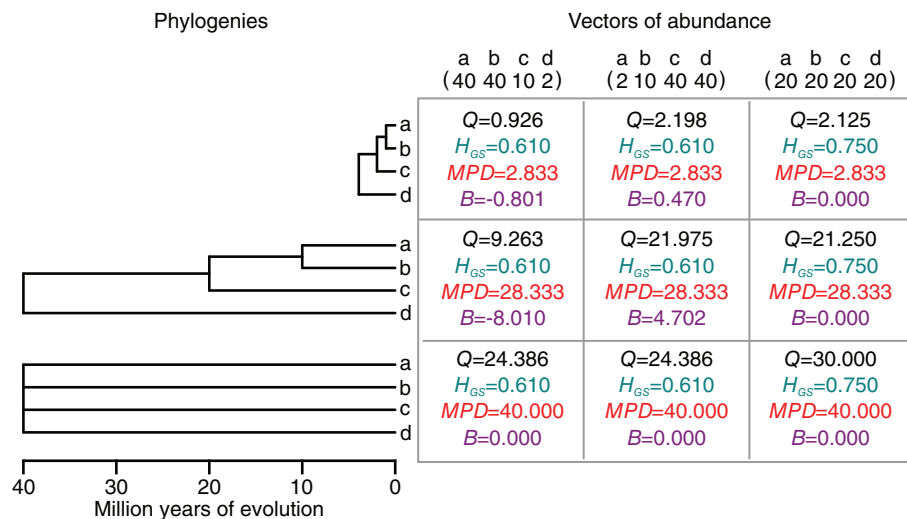 Phylogenies
Vectors of abundance
a b c d
(40 40 10 2)
a b c d
(2 10 40 40)
a b c d
(20 20 20 20)
a
b
c
d
Q=0.926
H_GS=0.610
MPD=2.833
B=-0.801
Q=2.198
H_GS=0.610
MPD=2.833
B=0.470
Q=2.125
H_GS=0.750
MPD=2.833
B=0.000
a
b
c
d
Q=9.263
H_GS=0.610
MPD=28.333
B=-8.010
Q=21.975
H_GS=0.610
MPD=28.333
B=4.702
Q=21.250
H_GS=0.750
MPD=28.333
B=0.000
a
b
c
d
Q=24.386
H_GS=0.610
MPD=40.000
B=0.000
Q=24.386
H_GS=0.610
MPD=40.000
B=0.000
Q=30.000
H_GS=0.750
MPD=40.000
B=0.000
40 30 20 10 0
Million years of evolution